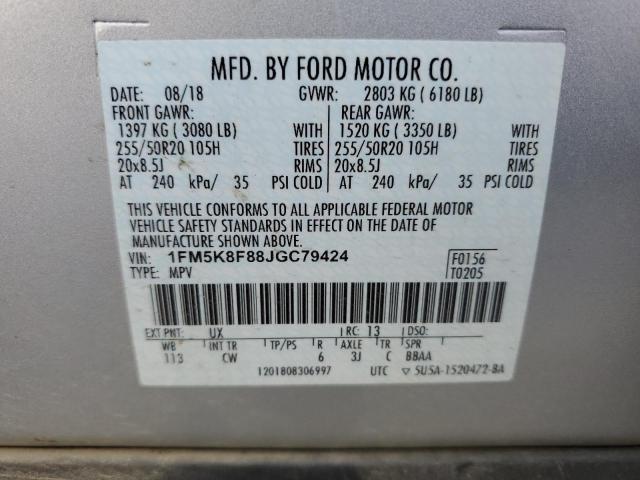 MFD. BY FORD MOTOR CO.
DATE: 08/18 GVWR: 2803 KG ( 6180 LB)
FRONT GAWR: REAR GAWR:
1397 KG ( 3080 LB) WITH 1520 KG ( 3350 LB) WITH
255/50R20 105H TIRES 255/50R20 105H TIRES
20x8.5J RIMS 20x8.5J RIMS
AT 240 kPa/ 35 PSI COLD AT 240 kPa/ 35 PSI COLD
THIS VEHICLE CONFORMS TO ALL APPLICABLE FEDERAL MOTOR
VEHICLE SAFETY STANDARDS IN EFFECT ON THE DATE OF
MANUFACTURE SHOWN ABOVE.
VIN: 1FM5K8F88JGC79424 F0156
TYPE: MPV T0205
EXT PNT: UX RC: 13 DSO:
WB INT TR TP/PS R AXLE TR SPR
113 CW 6 3J C BBAA
1201808306997 UTC ▽ 5U5A-1520472-BA